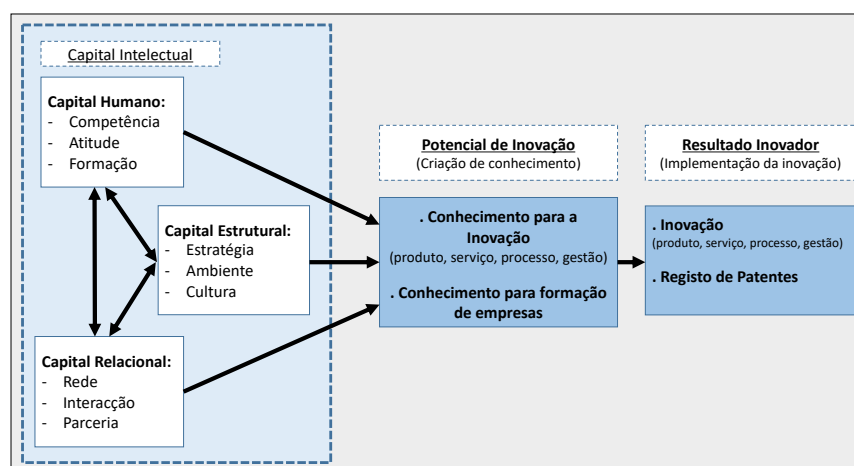 Capital Intelectual
Capital Humano:
- Competência
- Atitude
- Formação
Capital Estrutural:
- Estratégia
- Ambiente
- Cultura
Capital Relacional:
- Rede
- Interacção
- Parceria
Potencial de Inovação
(Criação de conhecimento)
. Conhecimento para a
Inovação
(produto, serviço, processo, gestão)
. Conhecimento para formação
de empresas
Resultado Inovador
(Implementação da inovação)
. Inovação
(produto, serviço, processo, gestão)
. Registo de Patentes